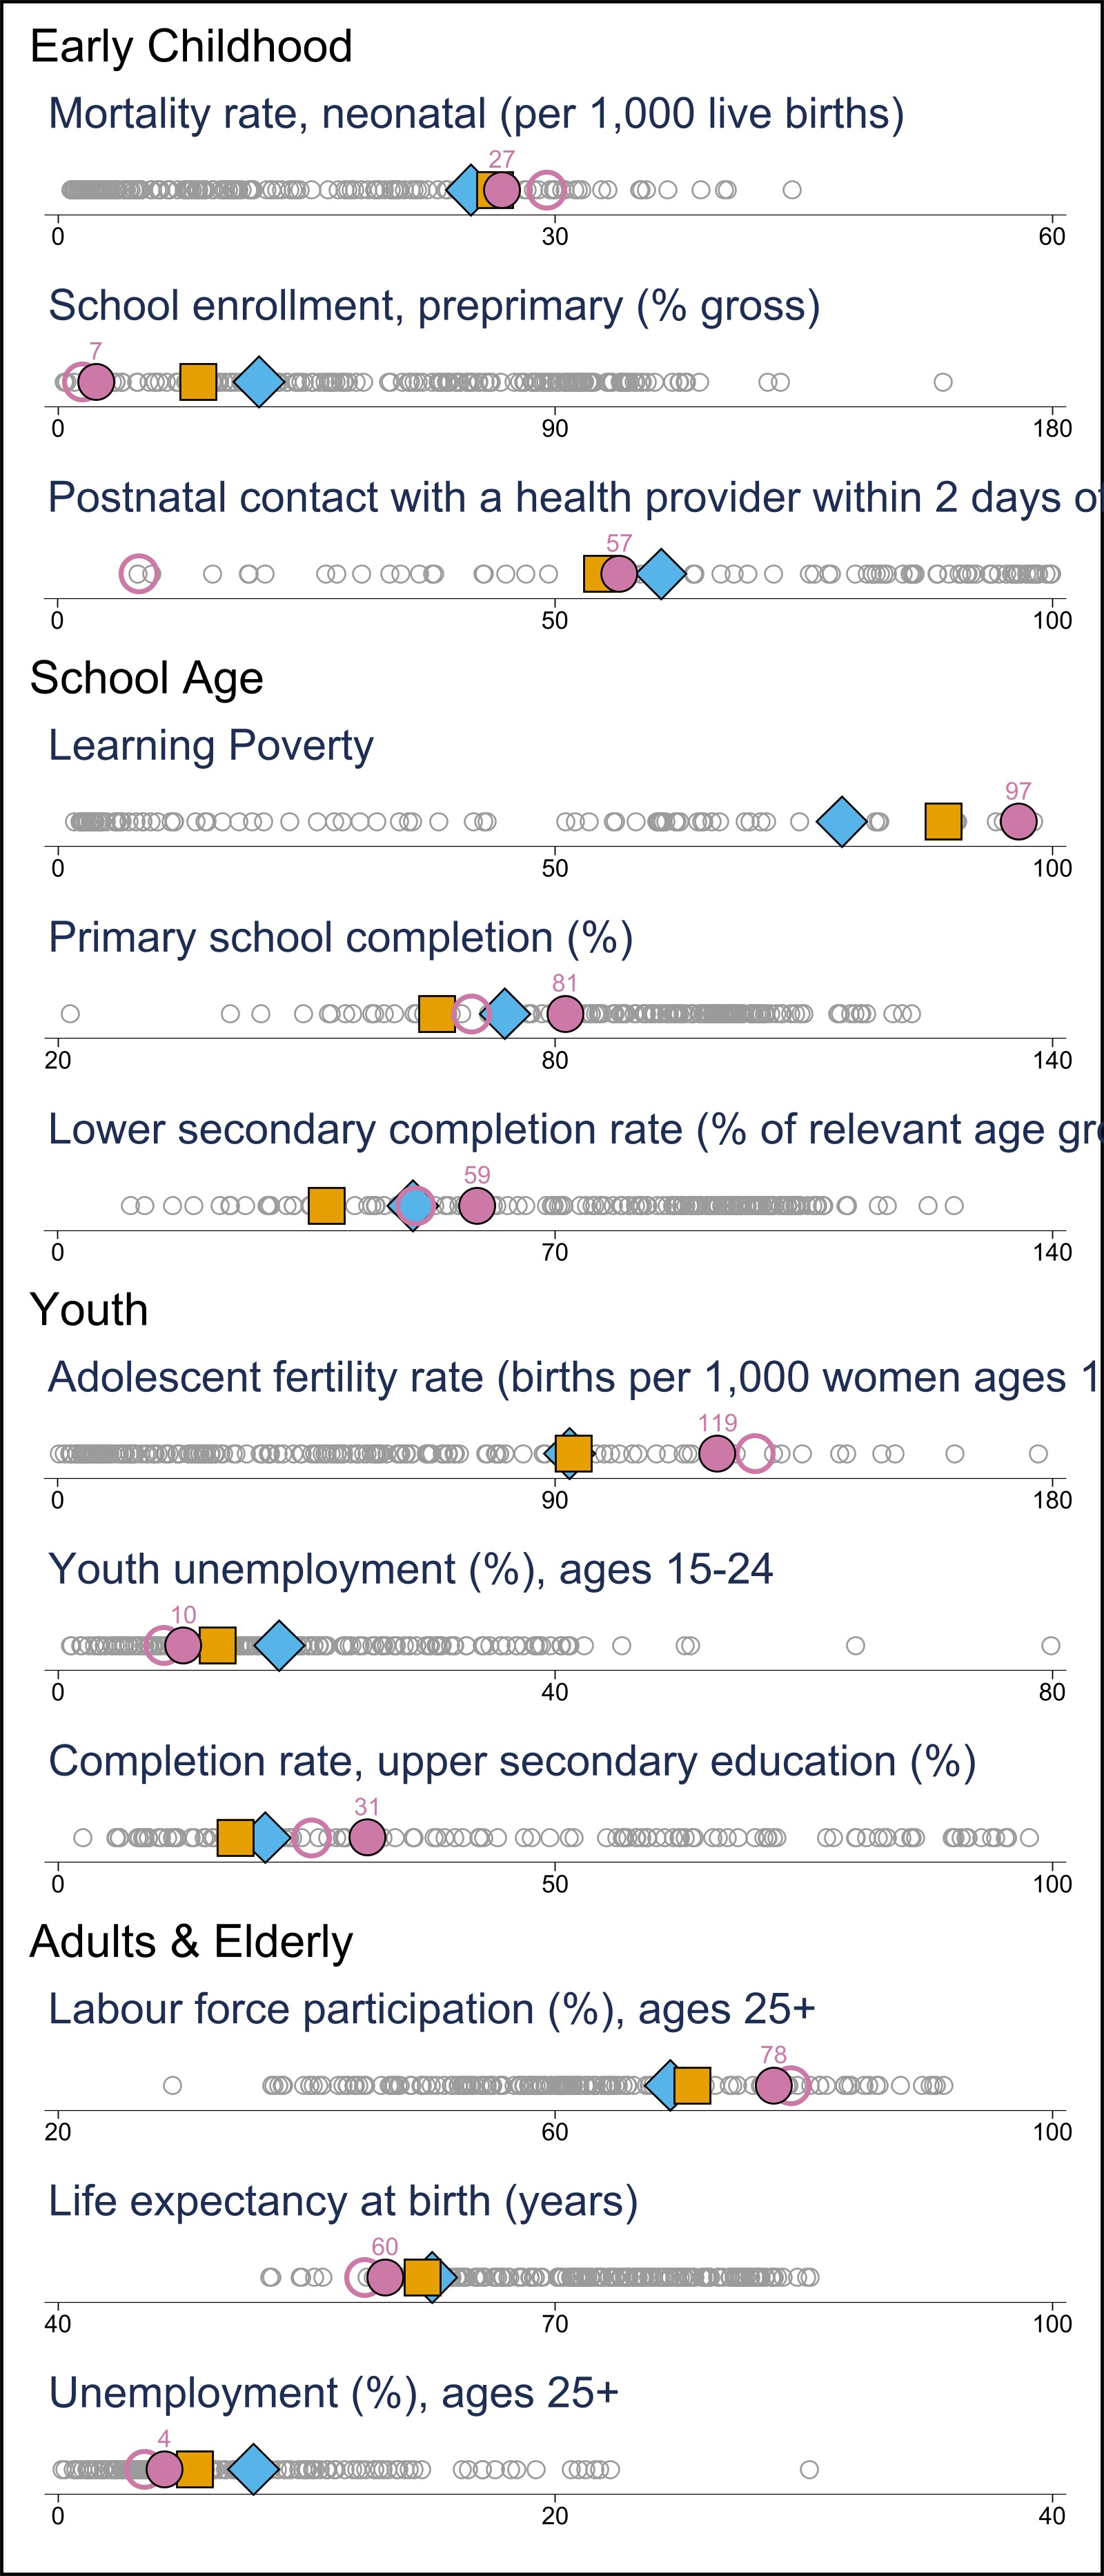 Early Childhood
Mortality rate, neonatal (per 1,000 live births)
27
0 30 60
School enrollment, preprimary (% gross)
7
0 90 180
Postnatal contact with a health provider within 2 days of
57
0 50 100
School Age
Learning Poverty
97
0 50 100
Primary school completion (%)
81
20 80 140
Lower secondary completion rate (% of relevant age gro
59
0 70 140
Youth
Adolescent fertility rate (births per 1,000 women ages 1
119
0 90 180
Youth unemployment (%), ages 15-24
10
0 40 80
Completion rate, upper secondary education (%)
31
0 50 100
Adults & Elderly
Labour force participation (%), ages 25+
78
20 60 100
Life expectancy at birth (years)
60
40 70 100
Unemployment (%), ages 25+
4
0 20 40